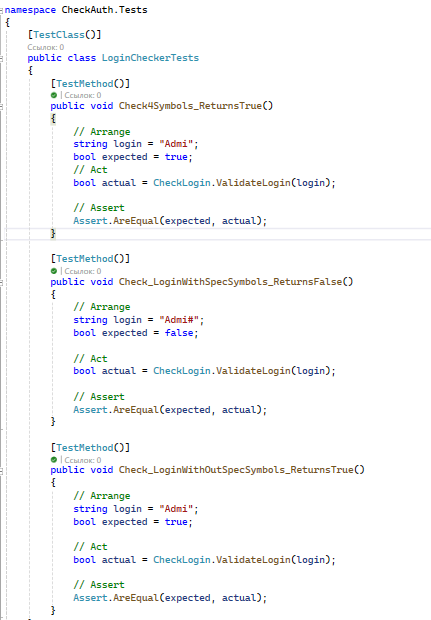 namespace CheckAuth.Tests
{
[TestClass()]
Ссылок: 0
public class LoginCheckerTests
{
[TestMethod()]
| Ссылок: 0
public void Check4Symbols_ReturnsTrue()
{
// Arrange
string login = "Admi";
bool expected = true;
// Act
bool actual = CheckLogin.ValidateLogin(login);
// Assert
Assert.AreEqual(expected, actual);
}
[TestMethod()]
| Ссылок: 0
public void Check_LoginWithSpecSymbols_ReturnsFalse()
{
// Arrange
string login = "Admi#";
bool expected = false;
// Act
bool actual = CheckLogin.ValidateLogin(login);
// Assert
Assert.AreEqual(expected, actual);
}
[TestMethod()]
| Ссылок: 0
public void Check_LoginWithOutSpecSymbols_ReturnsTrue()
{
// Arrange
string login = "Admi";
bool expected = true;
// Act
bool actual = CheckLogin.ValidateLogin(login);
// Assert
Assert.AreEqual(expected, actual);
}